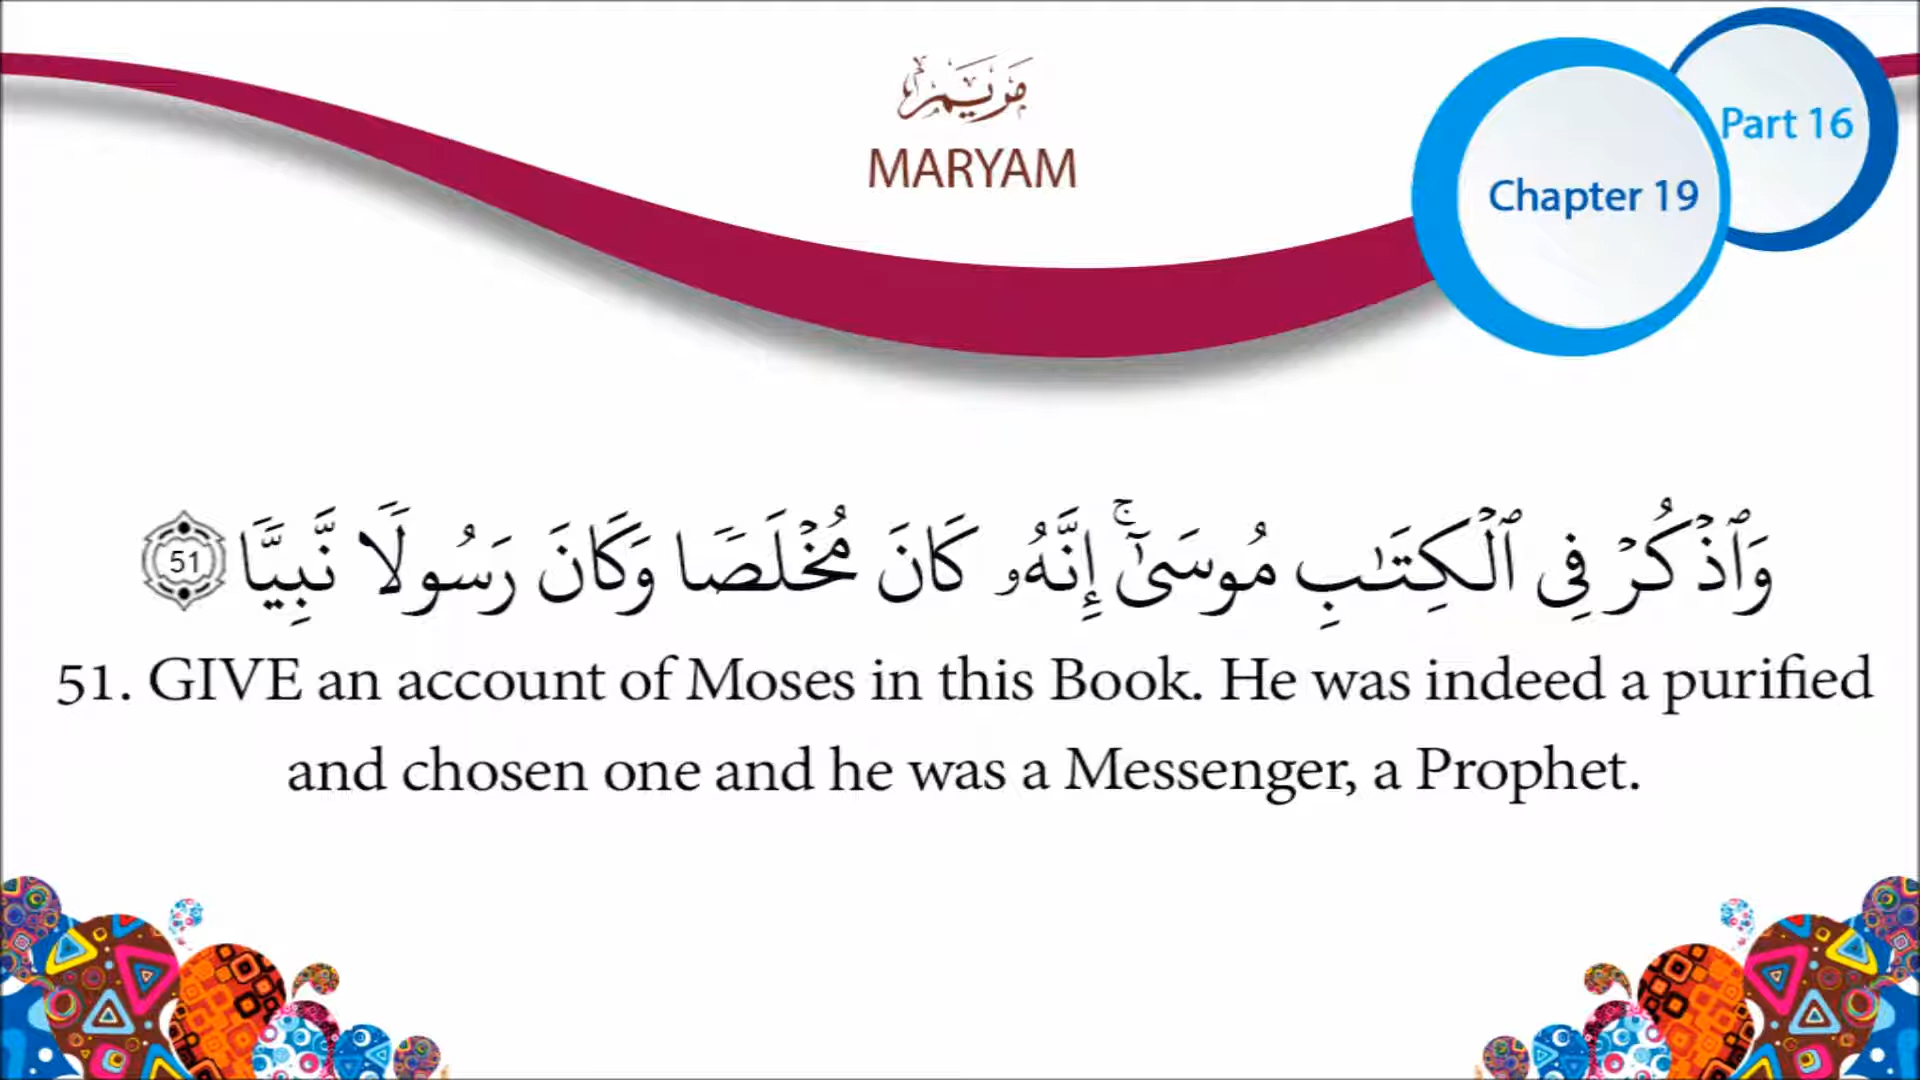 مَرْيَم
MARYAM
Part 16
Chapter 19
وَٱذۡكُرۡ فِي ٱلۡكِتَٰبِ مُوسَىٰٓۚ إِنَّهُۥ كَانَ مُخۡلَصٗا وَكَانَ رَسُولٗا نَّبِيّٗا 51
51. GIVE an account of Moses in this Book. He was indeed a purified
and chosen one and he was a Messenger, a Prophet.